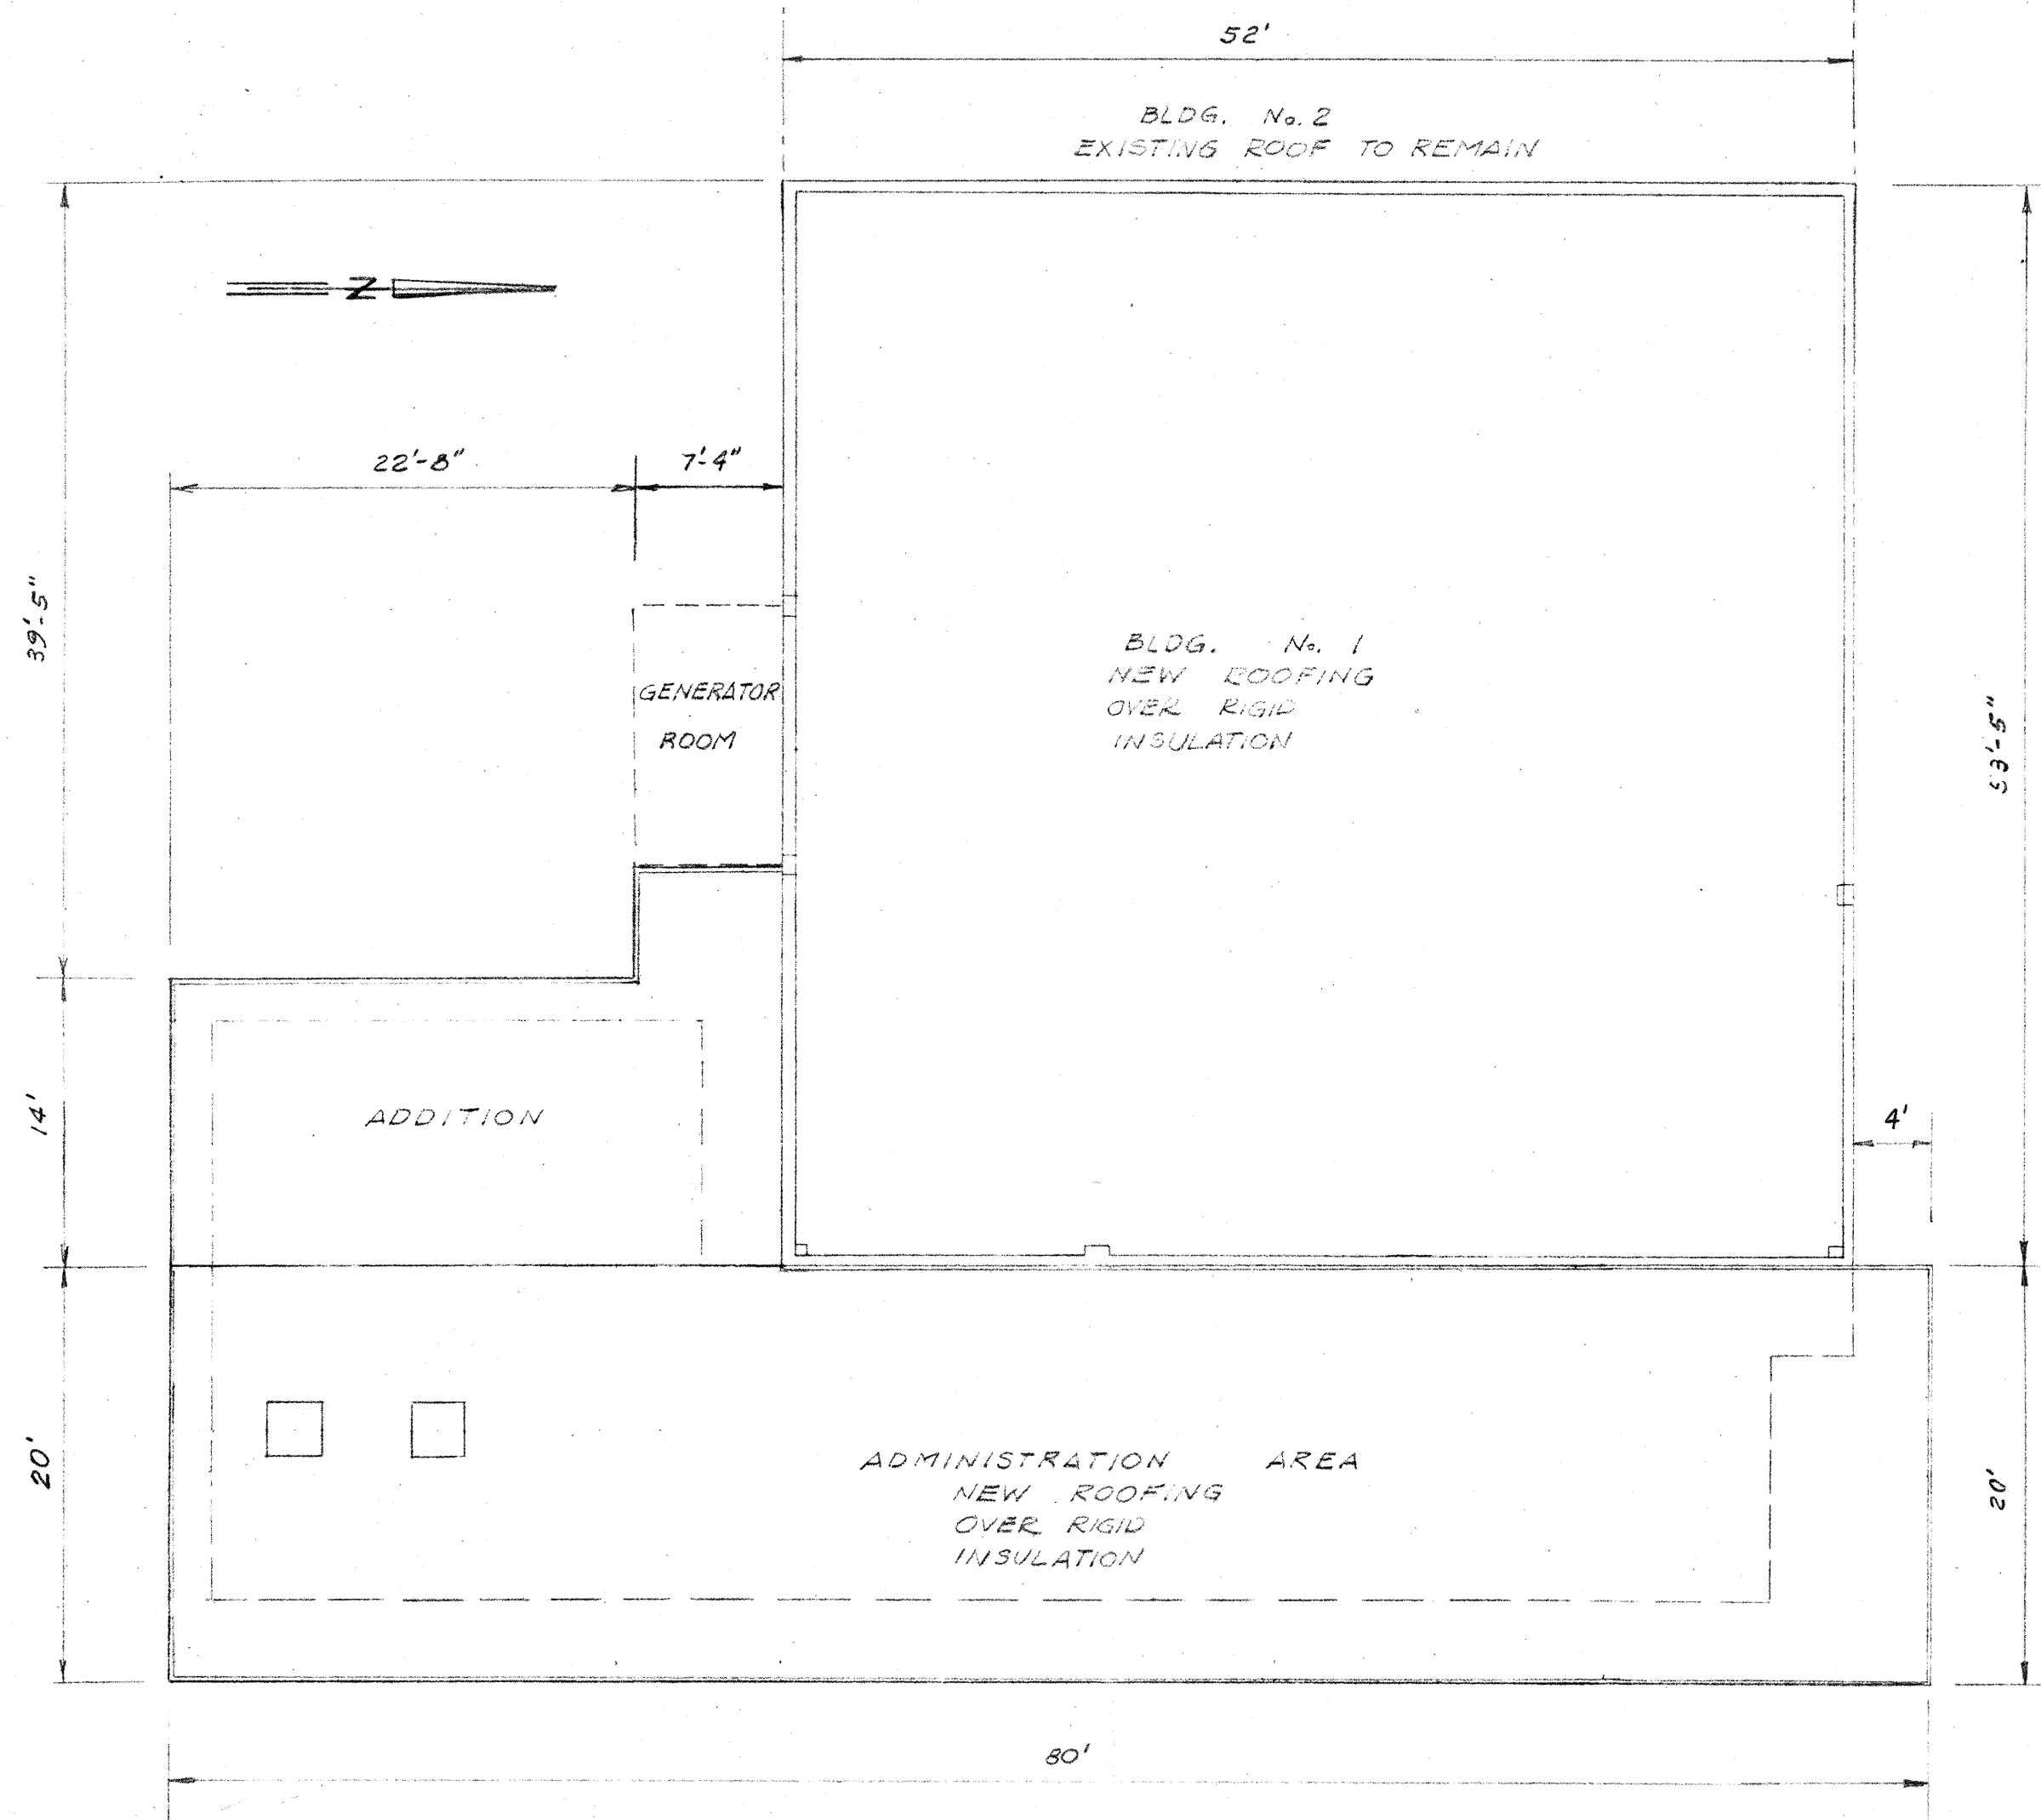 52'
BLDG. No. 2
EXISTING ROOF TO REMAIN
N
22'-8"
7'-4"
39'-5"
GENERATOR
ROOM
BLDG. No. 1
NEW ROOFING
OVER RIGID
INSULATION
53'-5"
14'
ADDITION
4'
20'
ADMINISTRATION AREA
NEW ROOFING
OVER RIGID
INSULATION
20'
80'